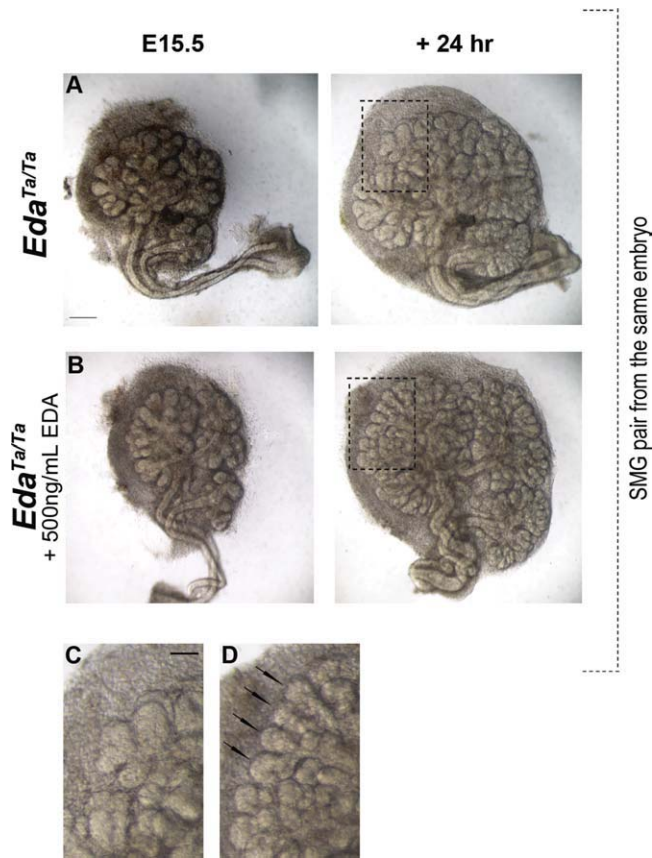 E15.5
+ 24 hr
A
Eda^Ta/Ta
B
Eda^Ta/Ta
+ 500ng/mL EDA
SMG pair from the same embryo
C
D